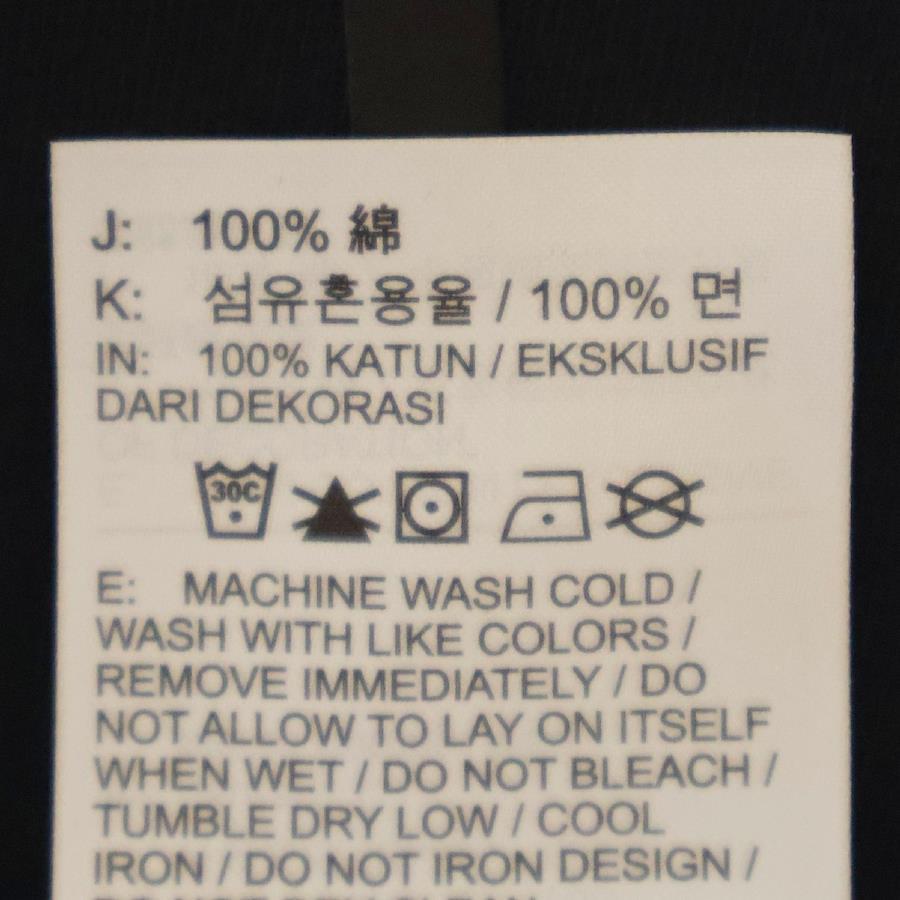 J: 100% 綿
K: 섬유혼용율 / 100% 면
IN: 100% KATUN / EKSKLUSIF
DARI DEKORASI
30C
E: MACHINE WASH COLD /
WASH WITH LIKE COLORS /
REMOVE IMMEDIATELY / DO
NOT ALLOW TO LAY ON ITSELF
WHEN WET / DO NOT BLEACH /
TUMBLE DRY LOW / COOL
IRON / DO NOT IRON DESIGN /